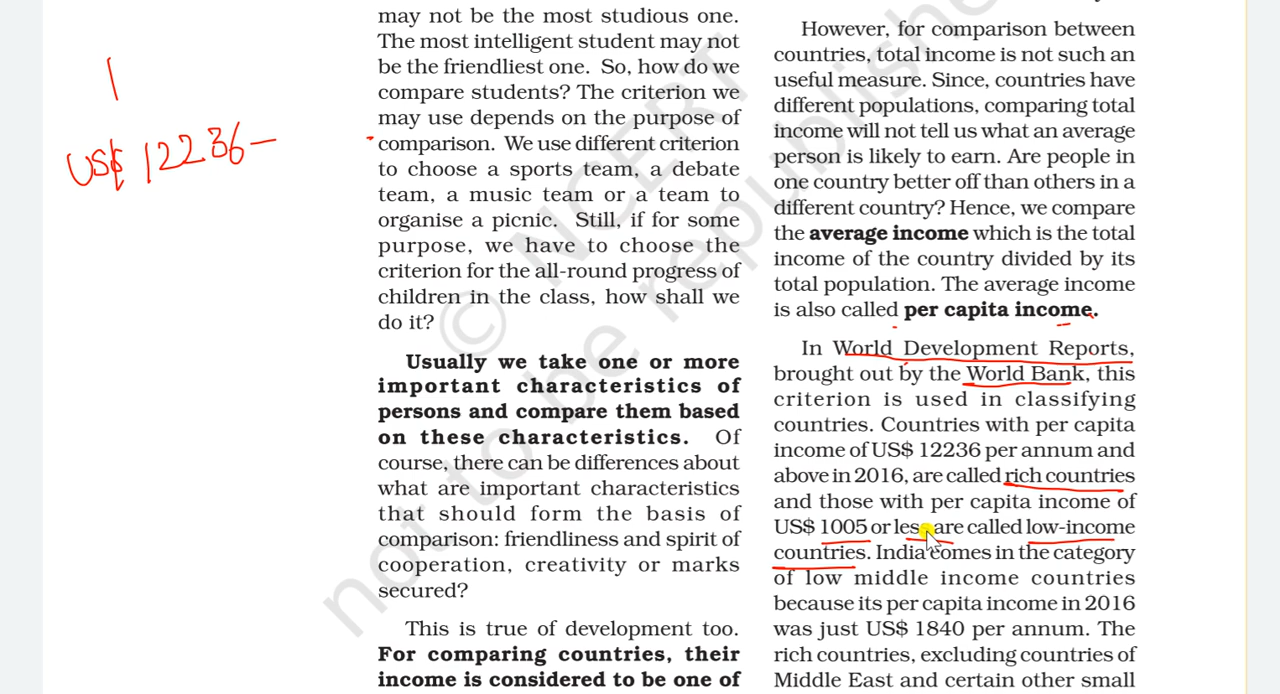 US$ 12236 –
may not be the most studious one.
The most intelligent student may not
be the friendliest one. So, how do we
compare students? The criterion we
may use depends on the purpose of
comparison. We use different criterion
to choose a sports team, a debate
team, a music team or a team to
organise a picnic. Still, if for some
purpose, we have to choose the
criterion for the all-round progress of
children in the class, how shall we
do it?
Usually we take one or more
important characteristics of
persons and compare them based
on these characteristics. Of
course, there can be differences about
what are important characteristics
that should form the basis of
comparison: friendliness and spirit of
cooperation, creativity or marks
secured?
This is true of development too.
For comparing countries, their
income is considered to be one of
However, for comparison between
countries, total income is not such an
useful measure. Since, countries have
different populations, comparing total
income will not tell us what an average
person is likely to earn. Are people in
one country better off than others in a
different country? Hence, we compare
the average income which is the total
income of the country divided by its
total population. The average income
is also called per capita income.
In World Development Reports,
brought out by the World Bank, this
criterion is used in classifying
countries. Countries with per capita
income of US$ 12236 per annum and
above in 2016, are called rich countries
and those with per capita income of
US$ 1005 or less are called low-income
countries. India comes in the category
of low middle income countries
because its per capita income in 2016
was just US$ 1840 per annum. The
rich countries, excluding countries of
Middle East and certain other small
© NCERT
not to be republishe